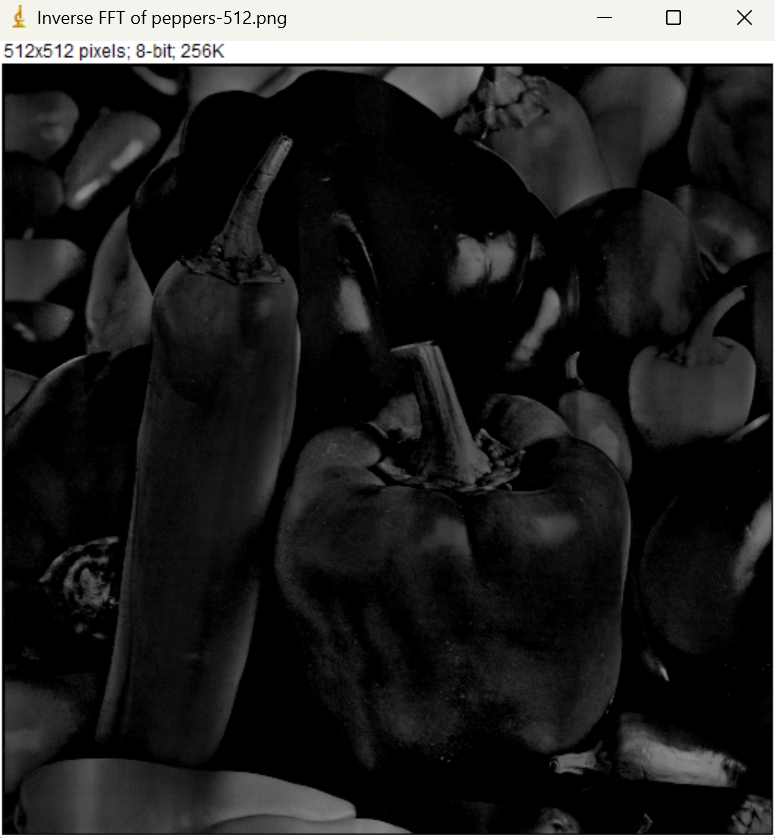 Inverse FFT of peppers-512.png
512x512 pixels; 8-bit; 256K